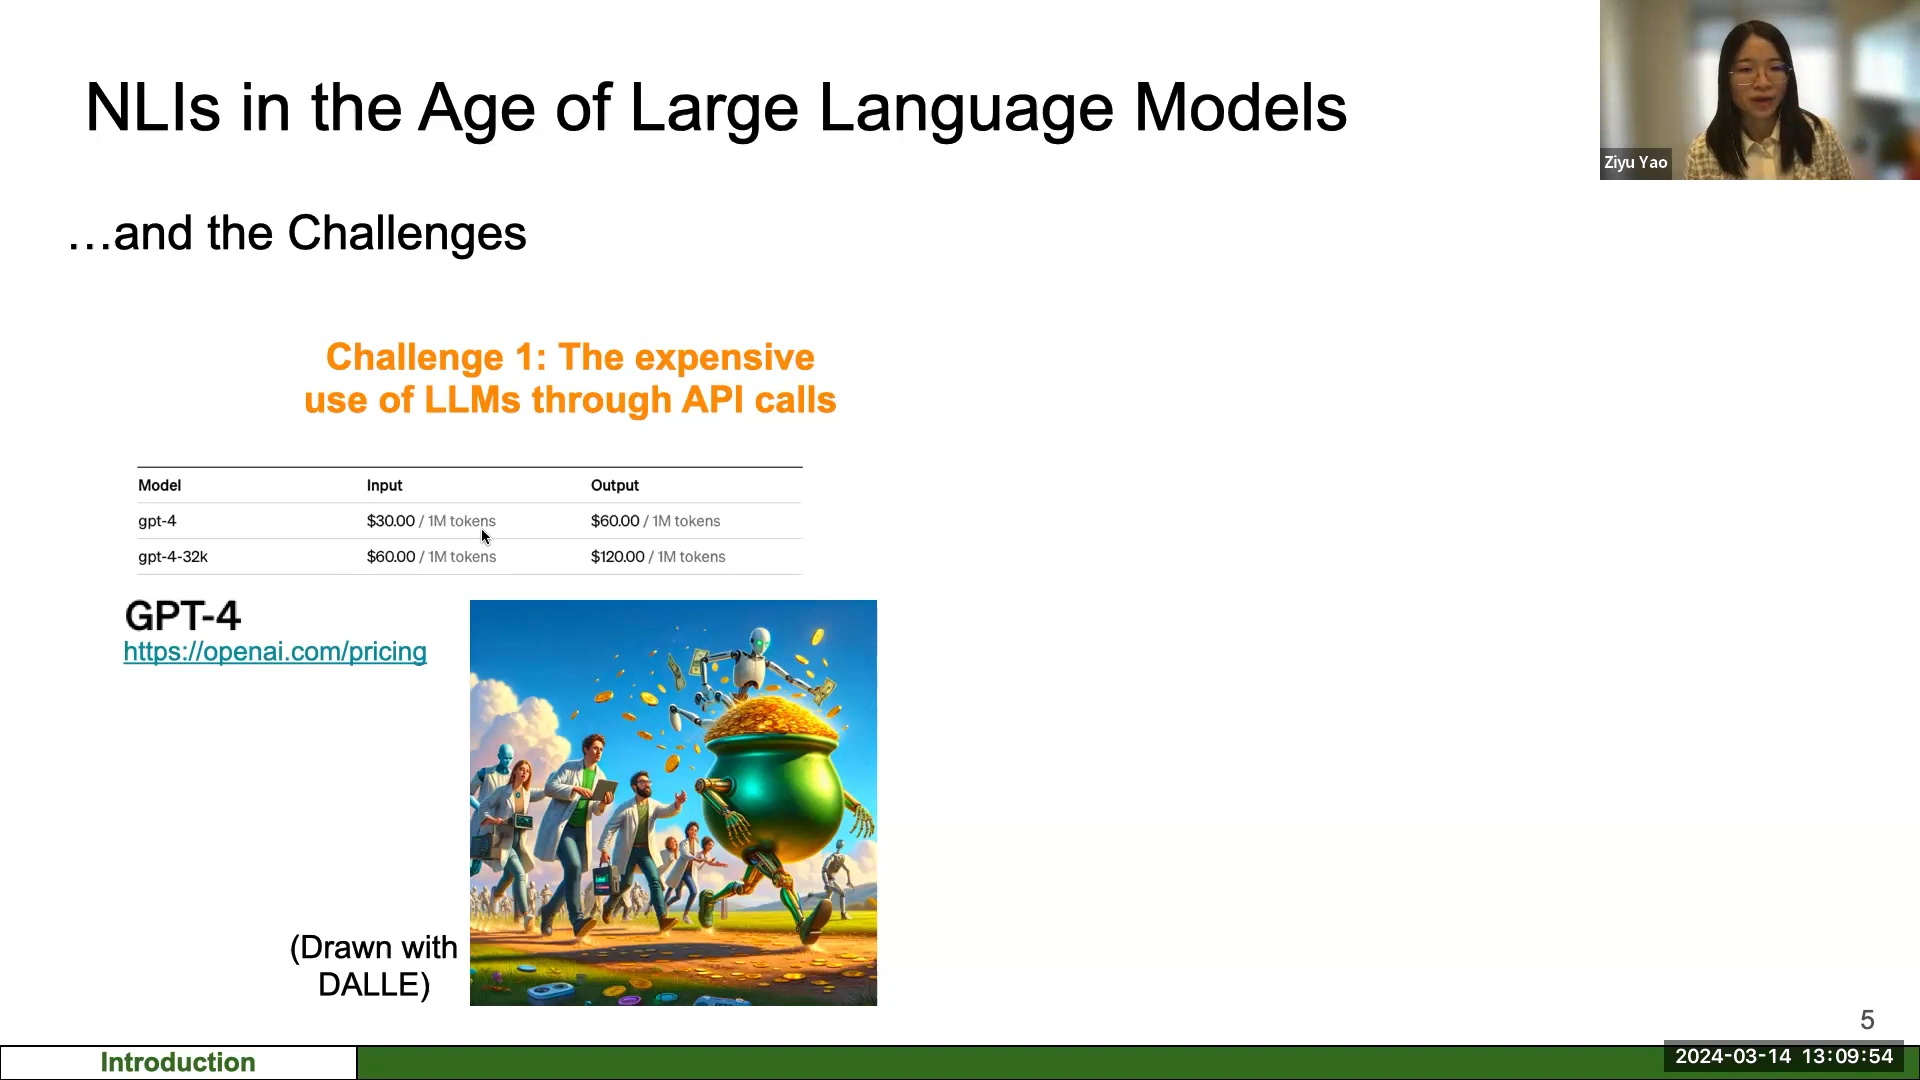 NLIs in the Age of Large Language Models
Ziyu Yao
…and the Challenges
Challenge 1: The expensive
use of LLMs through API calls
Model Input Output
gpt-4 $30.00 / 1M tokens $60.00 / 1M tokens
gpt-4-32k $60.00 / 1M tokens $120.00 / 1M tokens
GPT-4
https://openai.com/pricing
(Drawn with
DALLE)
5
Introduction
2024-03-14 13:09:54